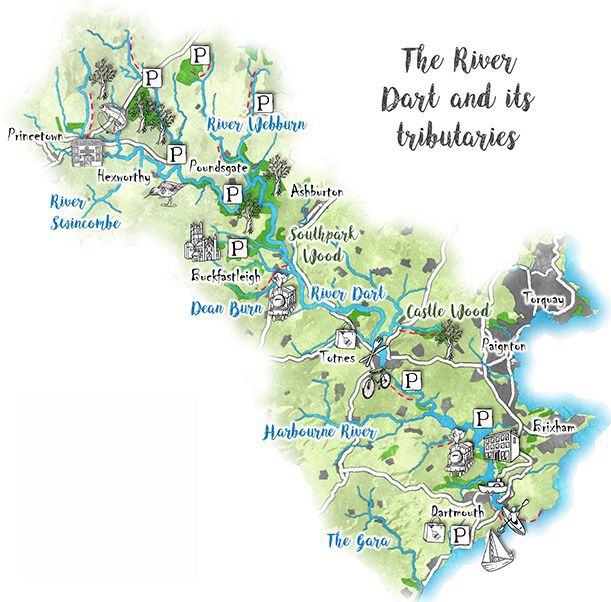 The River
Dart and its
tributaries
P
P
P
River Webburn
Princetown
P
Poundsgate
Hexworthy
P
Ashburton
River
Swincombe
Southpark
Wood
P
Buckfastleigh
Torquay
Dean Burn
River Dart
Castle Wood
Paignton
Totnes
P
P
Harbourne River
Brixham
Dartmouth
P
The Gara